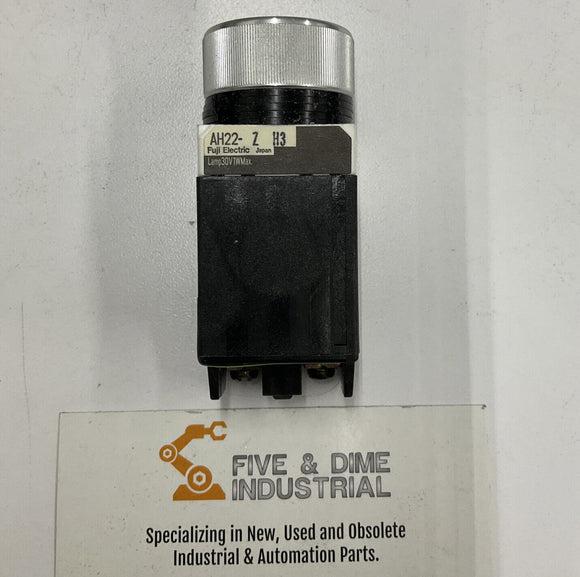 AH22- Z H3
Fuji Electric Japan
Lamp30V1WMax.
FIVE & DIME
INDUSTRIAL
Specializing in New, Used and Obsolete
Industrial & Automation Parts.